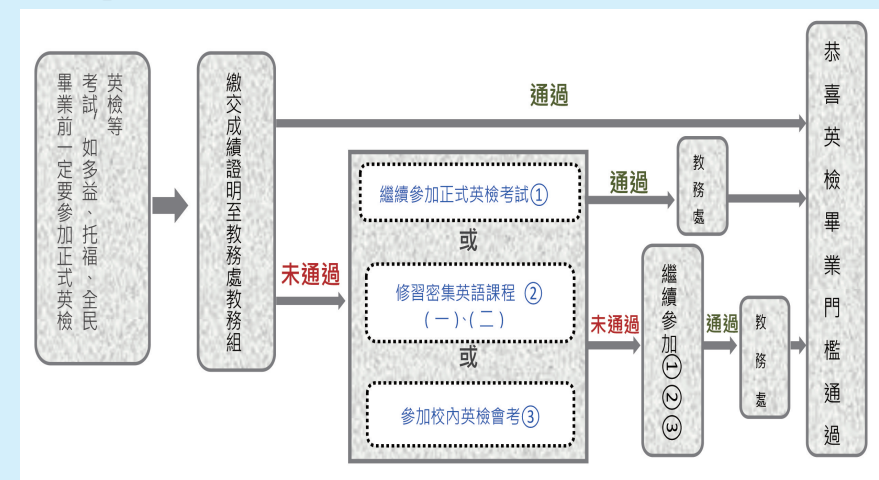 畢業前一定要參加正式英檢
考試,如多益、托福、全民
英檢等
繳交成績證明至教務處教務組
通過
未通過
繼續參加正式英檢考試①
或
修習密集英語課程 ②
(一)、(二)
或
參加校內英檢會考③
通過
教務處
未通過
繼續參加①②③
通過
教務處
恭喜英檢畢業門檻通過